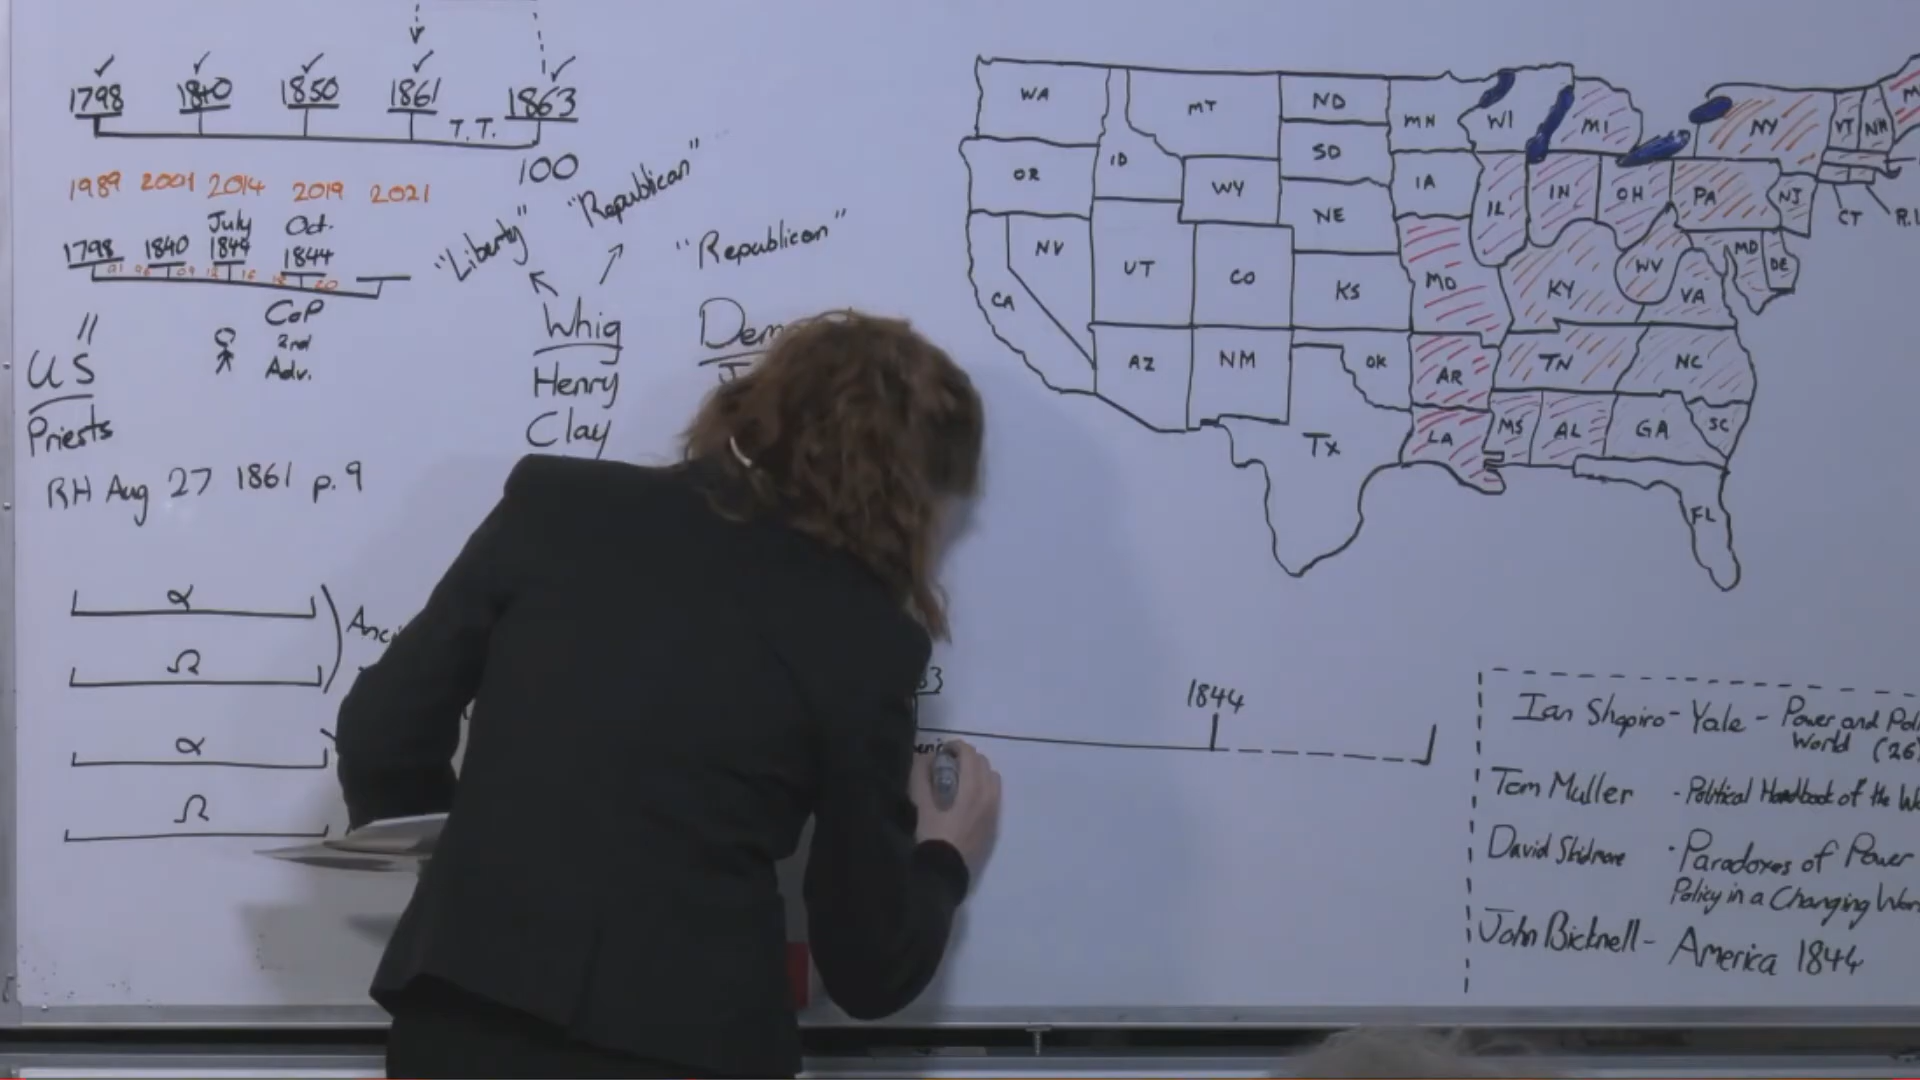 1798 1840 1850 1861 1863
T.T.
100
1989 2001 2014 2019 2021
July Oct.
1798 1840 1844 1844
CoP
2nd
Adv.
"Liberty" "Republican"
"Republican"
Whig
Henry
Clay
Dem
//
US
Priests
RH Aug 27 1861 p.9
α
Ω
α
Ω
Anci
1844
WA
MT
ND
MN
WI
MI
NY
VT
NH
M
OR
ID
WY
SD
IA
IL
IN
OH
PA
NJ
CT
R.I
NV
UT
CO
NE
KS
MO
KY
WV
VA
MD
DE
CA
AZ
NM
OK
AR
TN
NC
TX
LA
MS
AL
GA
SC
FL
Ian Shapiro - Yale - Power and Pol
World (26
Tom Muller - Political Handbook of the Wo
David Skidmore · Paradoxes of Power
Policy in a Changing Wor
John Bicknell - America 1844